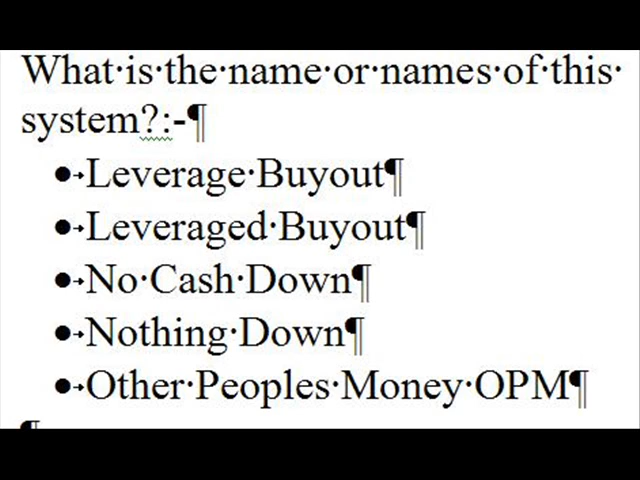 What is the name or names of this
system?:-
Leverage Buyout
Leveraged Buyout
No Cash Down
Nothing Down
Other Peoples Money OPM